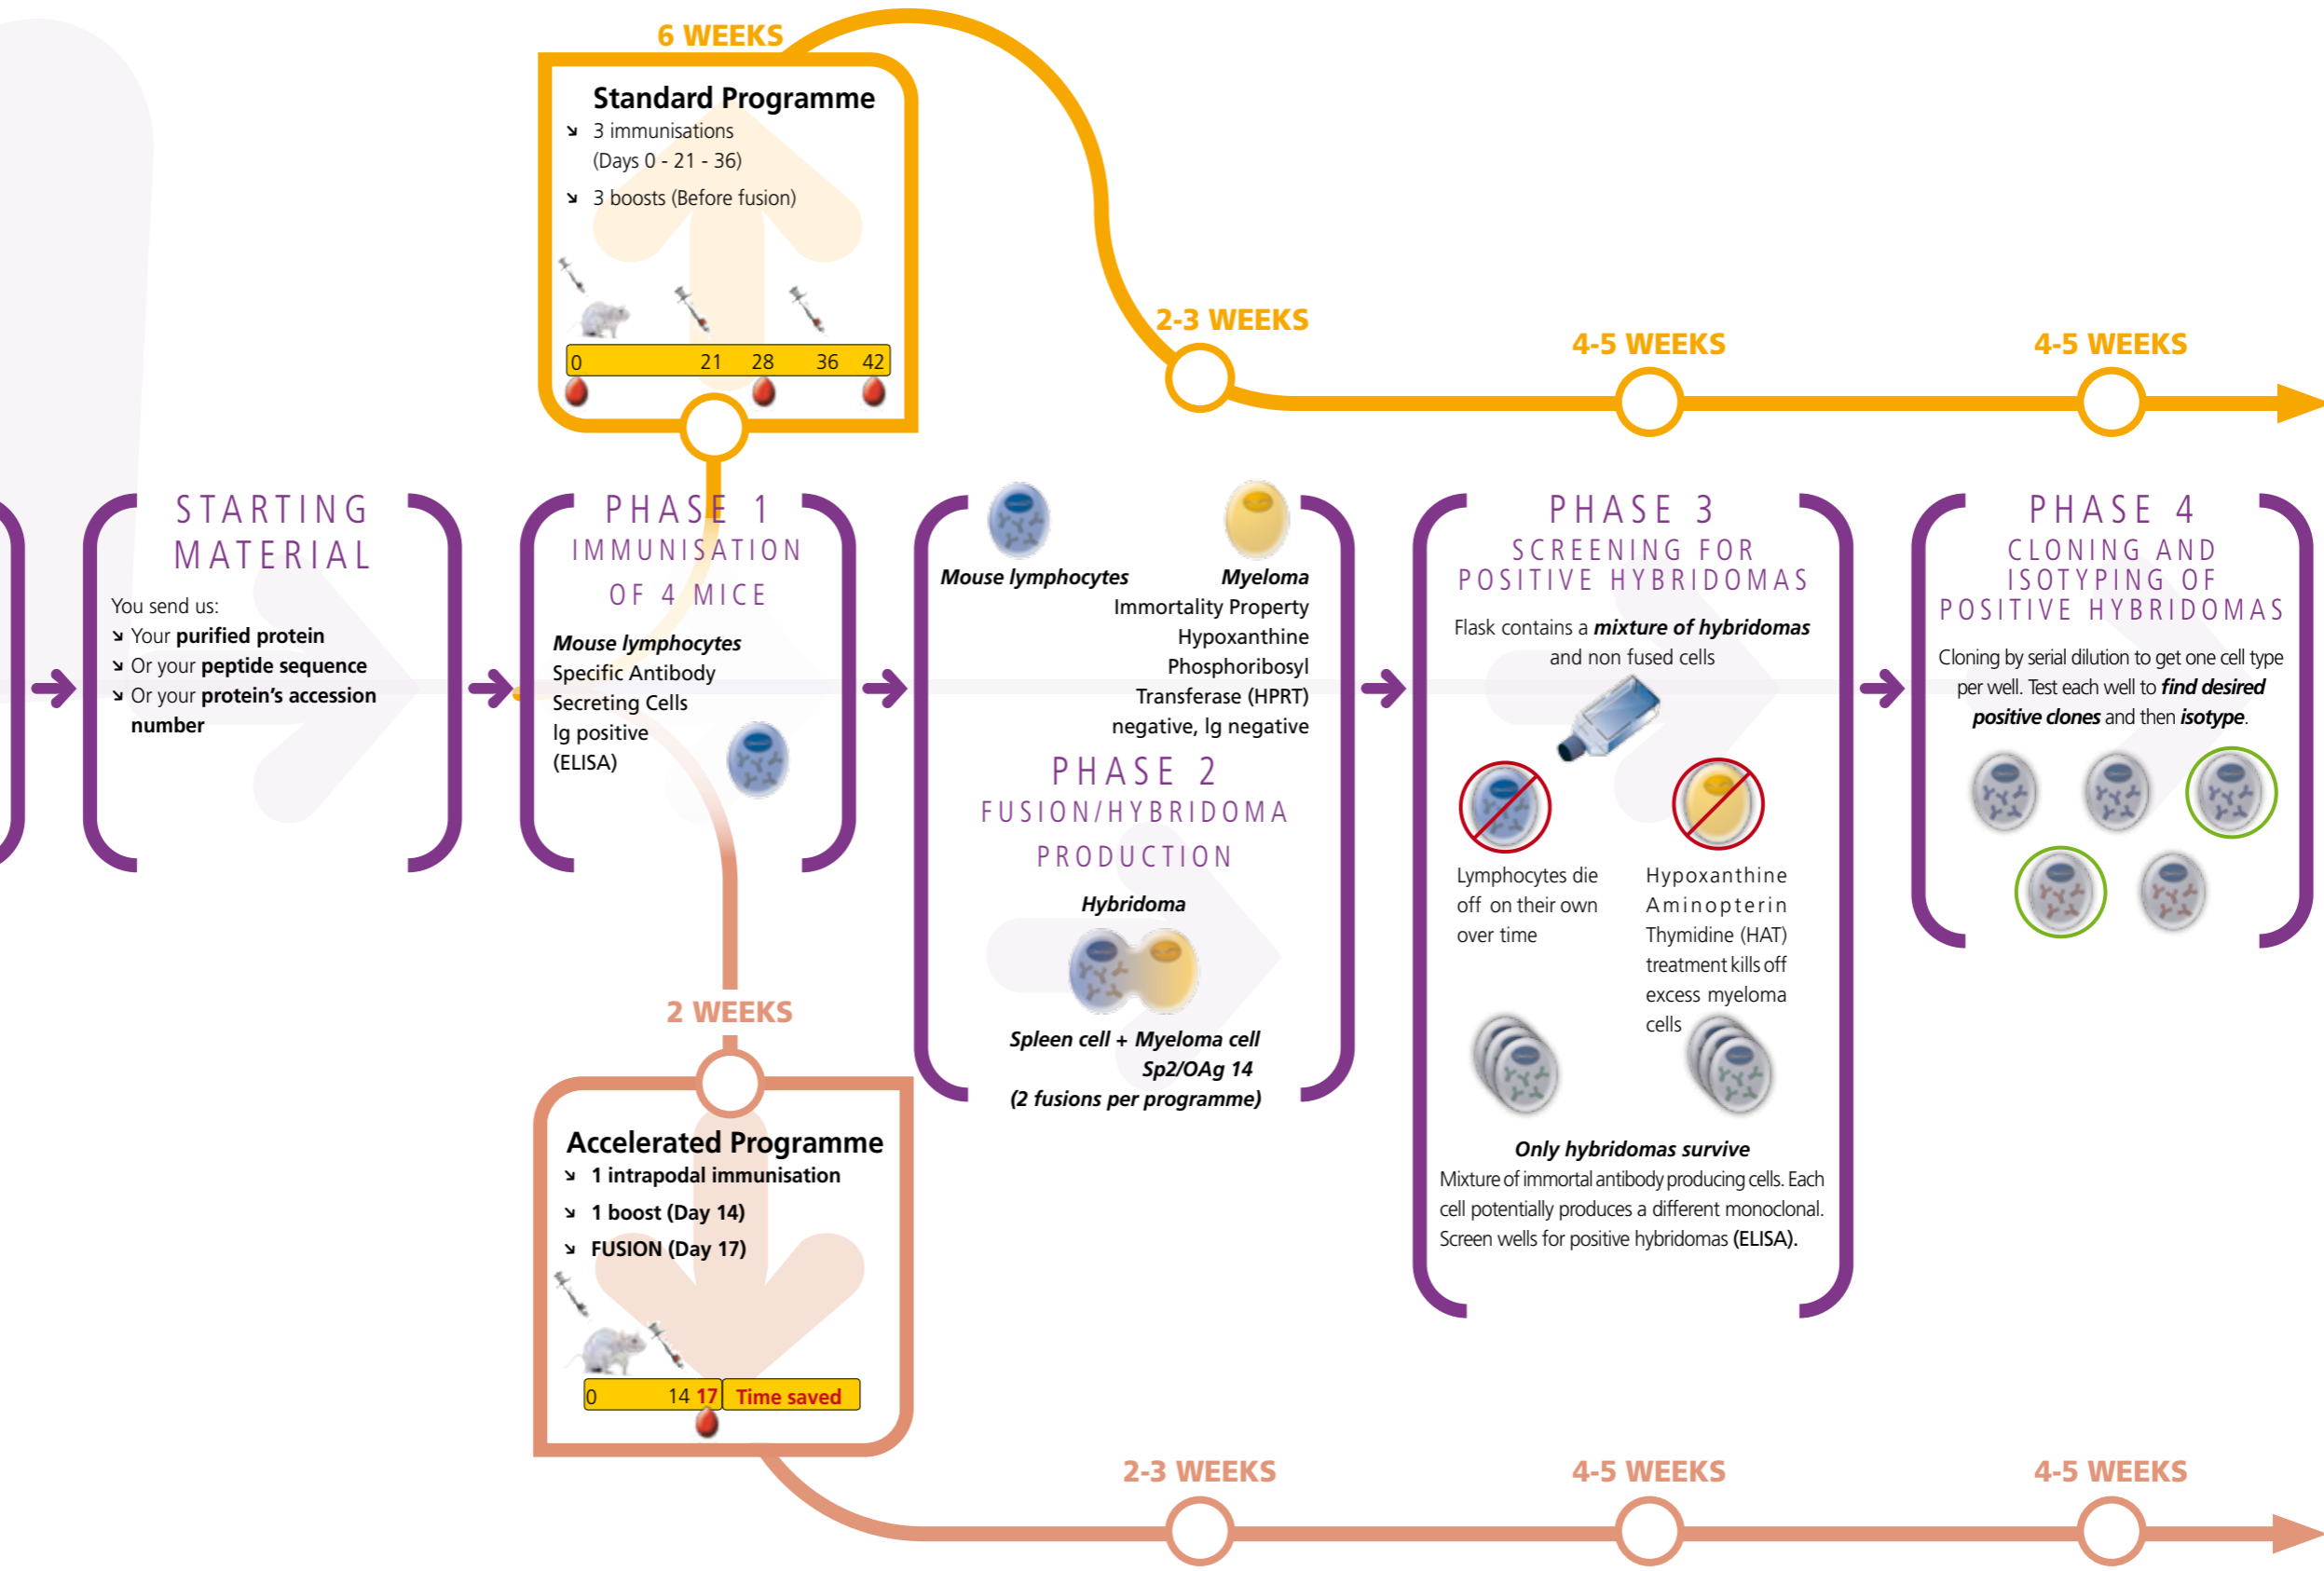 6 WEEKS
Standard Programme
↘ 3 immunisations
(Days 0 - 21 - 36)
↘ 3 boosts (Before fusion)
0 21 28 36 42
2-3 WEEKS
4-5 WEEKS
4-5 WEEKS
STARTING
MATERIAL
You send us:
↘ Your purified protein
↘ Or your peptide sequence
↘ Or your protein's accession
number
PHASE 1
IMMUNISATION
OF 4 MICE
Mouse lymphocytes
Specific Antibody
Secreting Cells
Ig positive
(ELISA)
Mouse lymphocytes
Myeloma
Immortality Property
Hypoxanthine
Phosphoribosyl
Transferase (HPRT)
negative, Ig negative
PHASE 2
FUSION/HYBRIDOMA
PRODUCTION
Hybridoma
Spleen cell + Myeloma cell
Sp2/OAg 14
(2 fusions per programme)
PHASE 3
SCREENING FOR
POSITIVE HYBRIDOMAS
Flask contains a mixture of hybridomas
and non fused cells
Lymphocytes die
off on their own
over time
Hypoxanthine
Aminopterin
Thymidine (HAT)
treatment kills off
excess myeloma
cells
Only hybridomas survive
Mixture of immortal antibody producing cells. Each
cell potentially produces a different monoclonal.
Screen wells for positive hybridomas (ELISA).
PHASE 4
CLONING AND
ISOTYPING OF
POSITIVE HYBRIDOMAS
Cloning by serial dilution to get one cell type
per well. Test each well to find desired
positive clones and then isotype.
2 WEEKS
Accelerated Programme
↘ 1 intrapodal immunisation
↘ 1 boost (Day 14)
↘ FUSION (Day 17)
0 14 17 Time saved
2-3 WEEKS
4-5 WEEKS
4-5 WEEKS